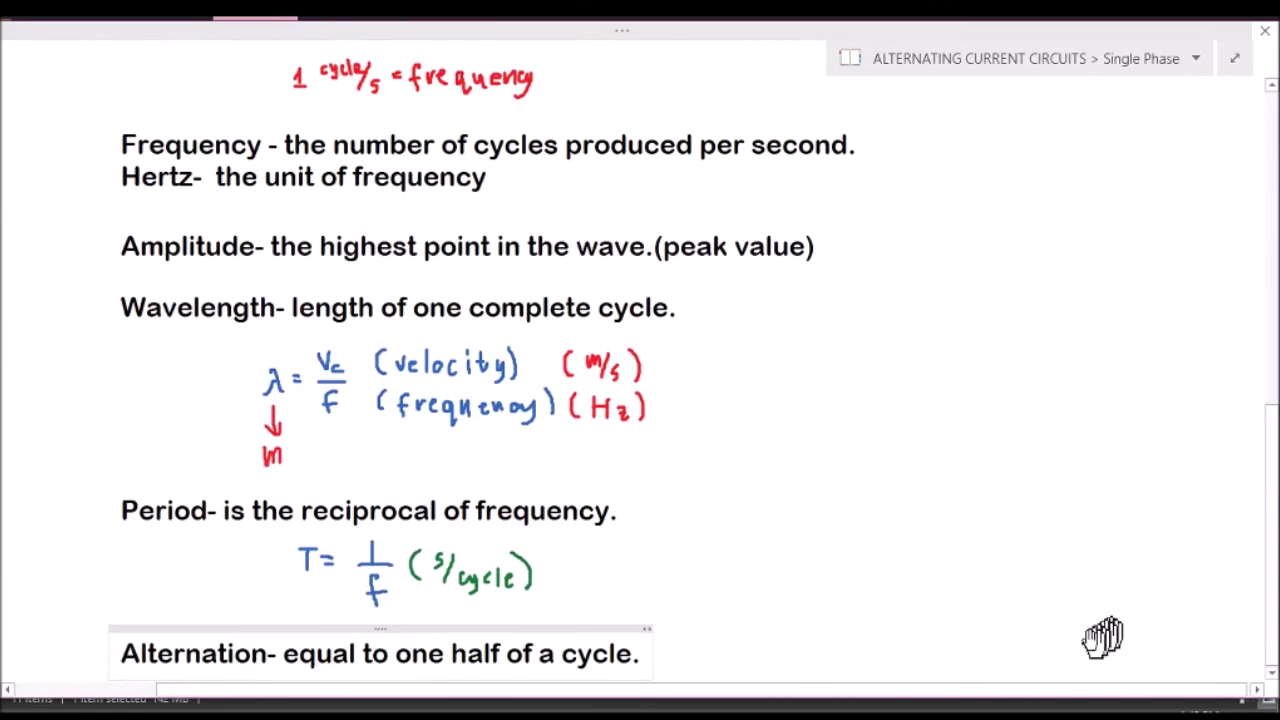 ALTERNATING CURRENT CIRCUITS > Single Phase
1 cycle/s = frequency
Frequency - the number of cycles produced per second.
Hertz- the unit of frequency
Amplitude- the highest point in the wave.(peak value)
Wavelength- length of one complete cycle.
λ = Vc/f (velocity) (m/s)
(frequency) (Hz)
m
Period- is the reciprocal of frequency.
T = 1/f (s/cycle)
Alternation- equal to one half of a cycle.